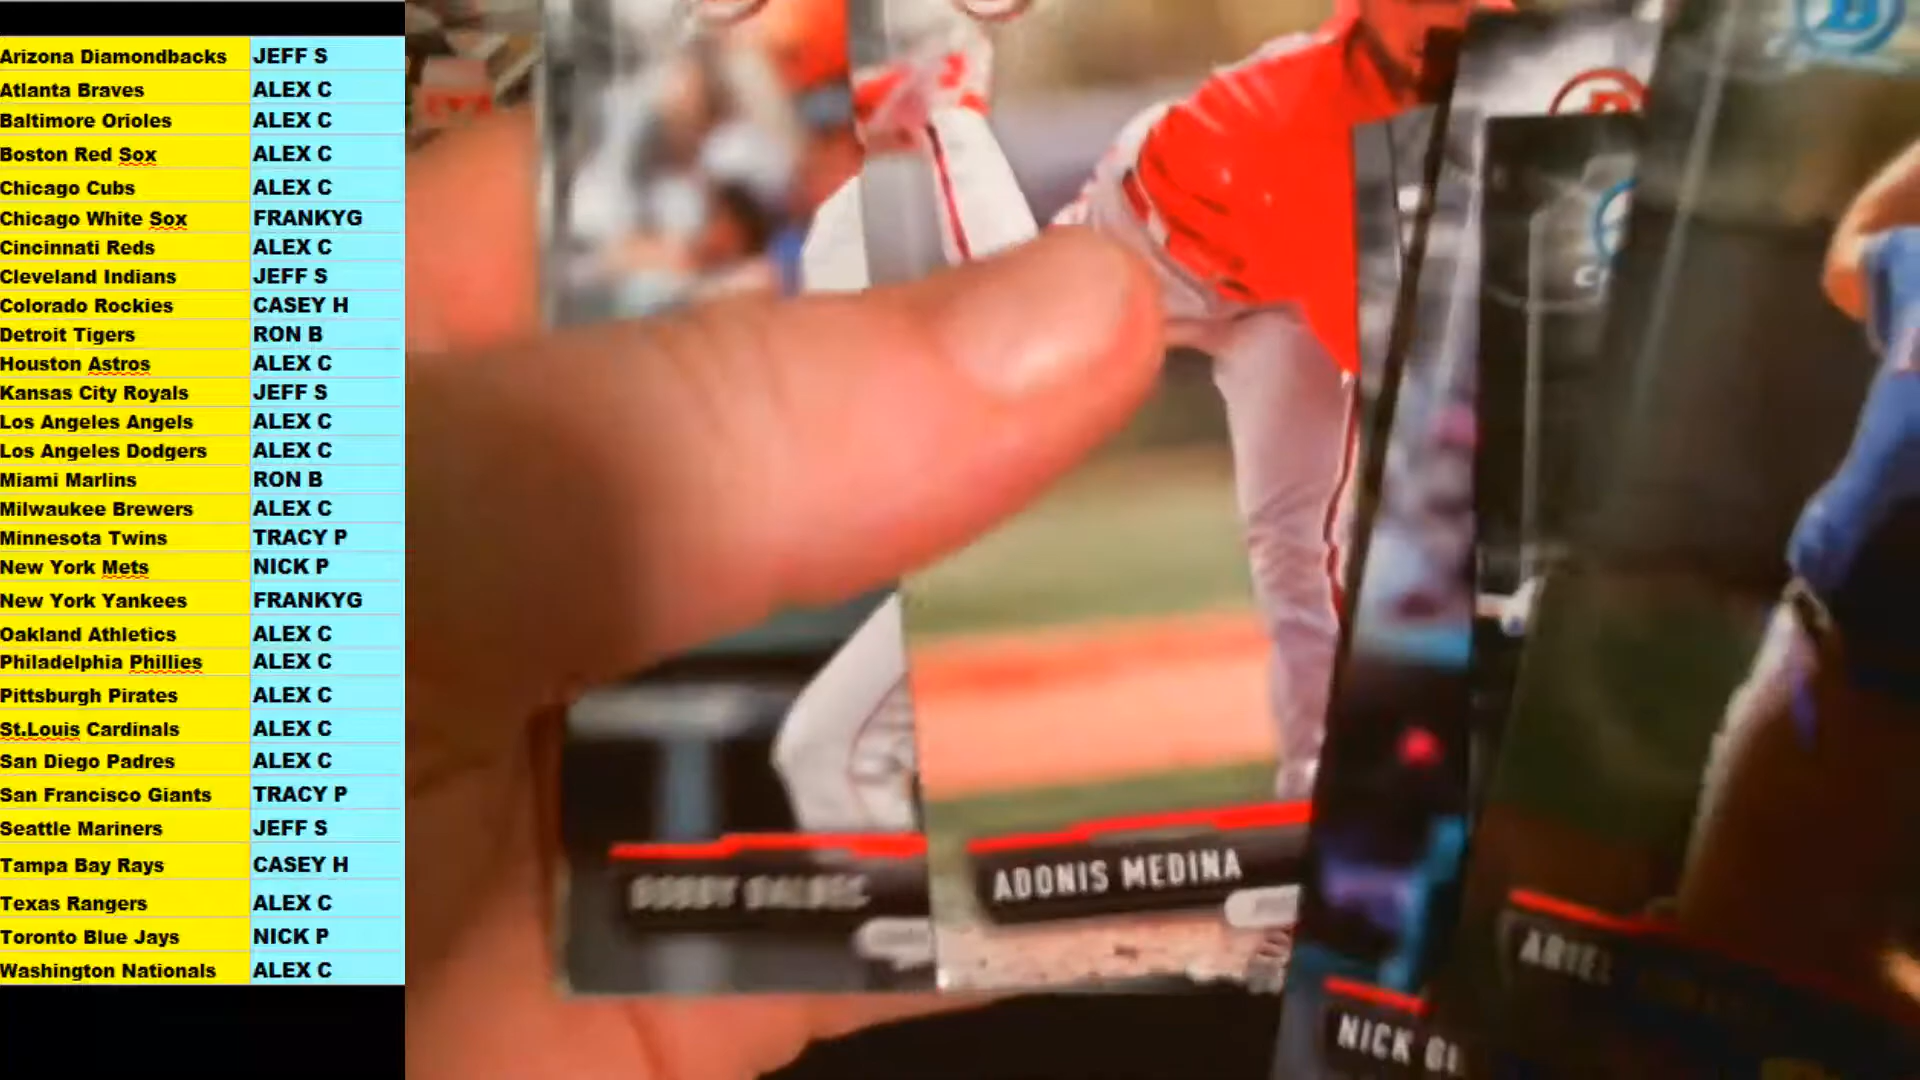 Arizona Diamondbacks JEFF S
Atlanta Braves ALEX C
Baltimore Orioles ALEX C
Boston Red Sox ALEX C
Chicago Cubs ALEX C
Chicago White Sox FRANKYG
Cincinnati Reds ALEX C
Cleveland Indians JEFF S
Colorado Rockies CASEY H
Detroit Tigers RON B
Houston Astros ALEX C
Kansas City Royals JEFF S
Los Angeles Angels ALEX C
Los Angeles Dodgers ALEX C
Miami Marlins RON B
Milwaukee Brewers ALEX C
Minnesota Twins TRACY P
New York Mets NICK P
New York Yankees FRANKYG
Oakland Athletics ALEX C
Philadelphia Phillies ALEX C
Pittsburgh Pirates ALEX C
St.Louis Cardinals ALEX C
San Diego Padres ALEX C
San Francisco Giants TRACY P
Seattle Mariners JEFF S
Tampa Bay Rays CASEY H
Texas Rangers ALEX C
Toronto Blue Jays NICK P
Washington Nationals ALEX C
BOBBY DALBEC
ADONIS MEDINA
NICK
ARIEL